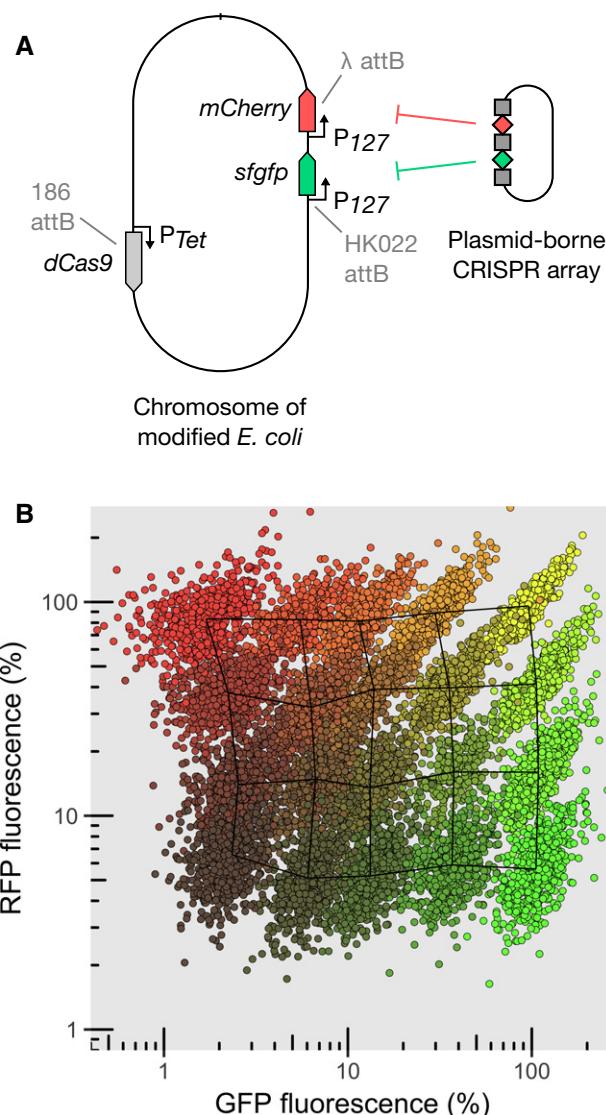 A
λ attB
mCherry
P127
sfgfp
P127
186
attB
PTet
dCas9
HK022
attB
Plasmid-borne
CRISPR array
Chromosome of
modified E. coli
B
RFP fluorescence (%)
100
10
1
1
10
100
GFP fluorescence (%)